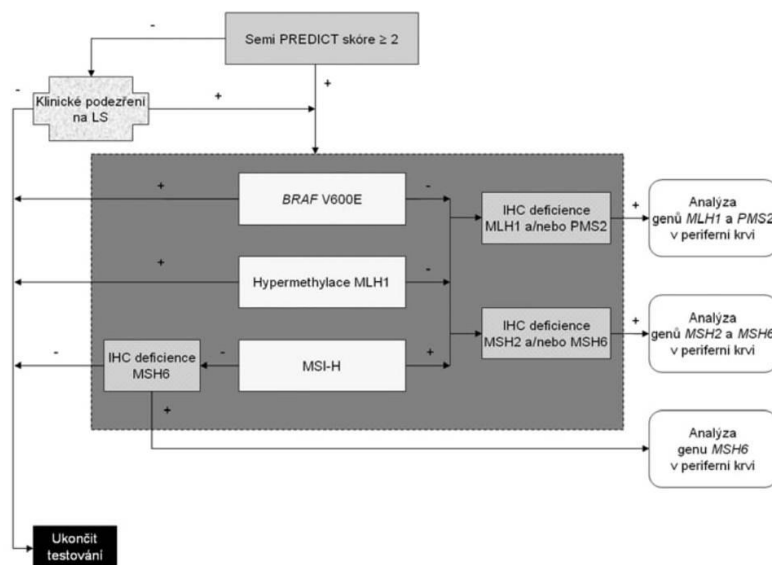 Semi PREDICT skóre ≥ 2
-
+
-
Klinické podezření
na LS
+
+
BRAF V600E
-
IHC deficience
MLH1 a/nebo PMS2
+
Analýza
genů MLH1 a PMS2
v periferní krvi
+
Hypermethylace MLH1
-
IHC deficience
MSH2 a/nebo MSH6
+
Analýza
genů MSH2 a MSH6
v periferní krvi
-
IHC deficience
MSH6
-
MSI-H
+
+
Analýza
genu MSH6
v periferní krvi
Ukončit
testování